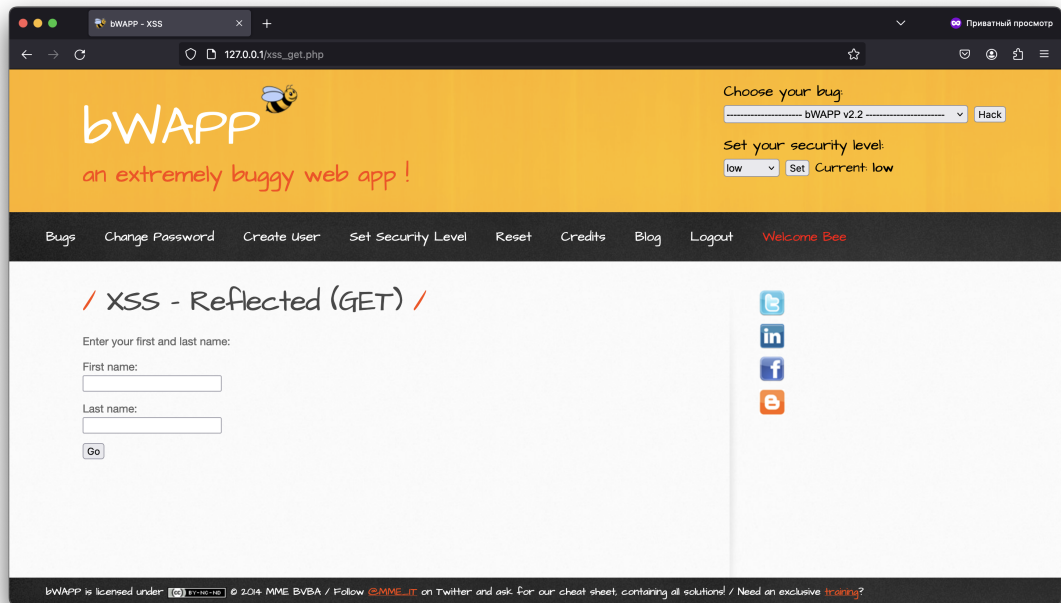 bWAPP - XSS
Приватный просмотр
127.0.0.1/xss_get.php
bWAPP
an extremely buggy web app !
Choose your bug:
---------------------- bWAPP v2.2 ----------------------- Hack
Set your security level:
low Set Current: low
Bugs Change Password Create User Set Security Level Reset Credits Blog Logout Welcome Bee
/ XSS - Reflected (GET) /
Enter your first and last name:
First name:
Last name:
Go
bWAPP is licensed under (cc) BY-NC-ND © 2014 MME BVBA / Follow @MME_IT on Twitter and ask for our cheat sheet, containing all solutions! / Need an exclusive training?